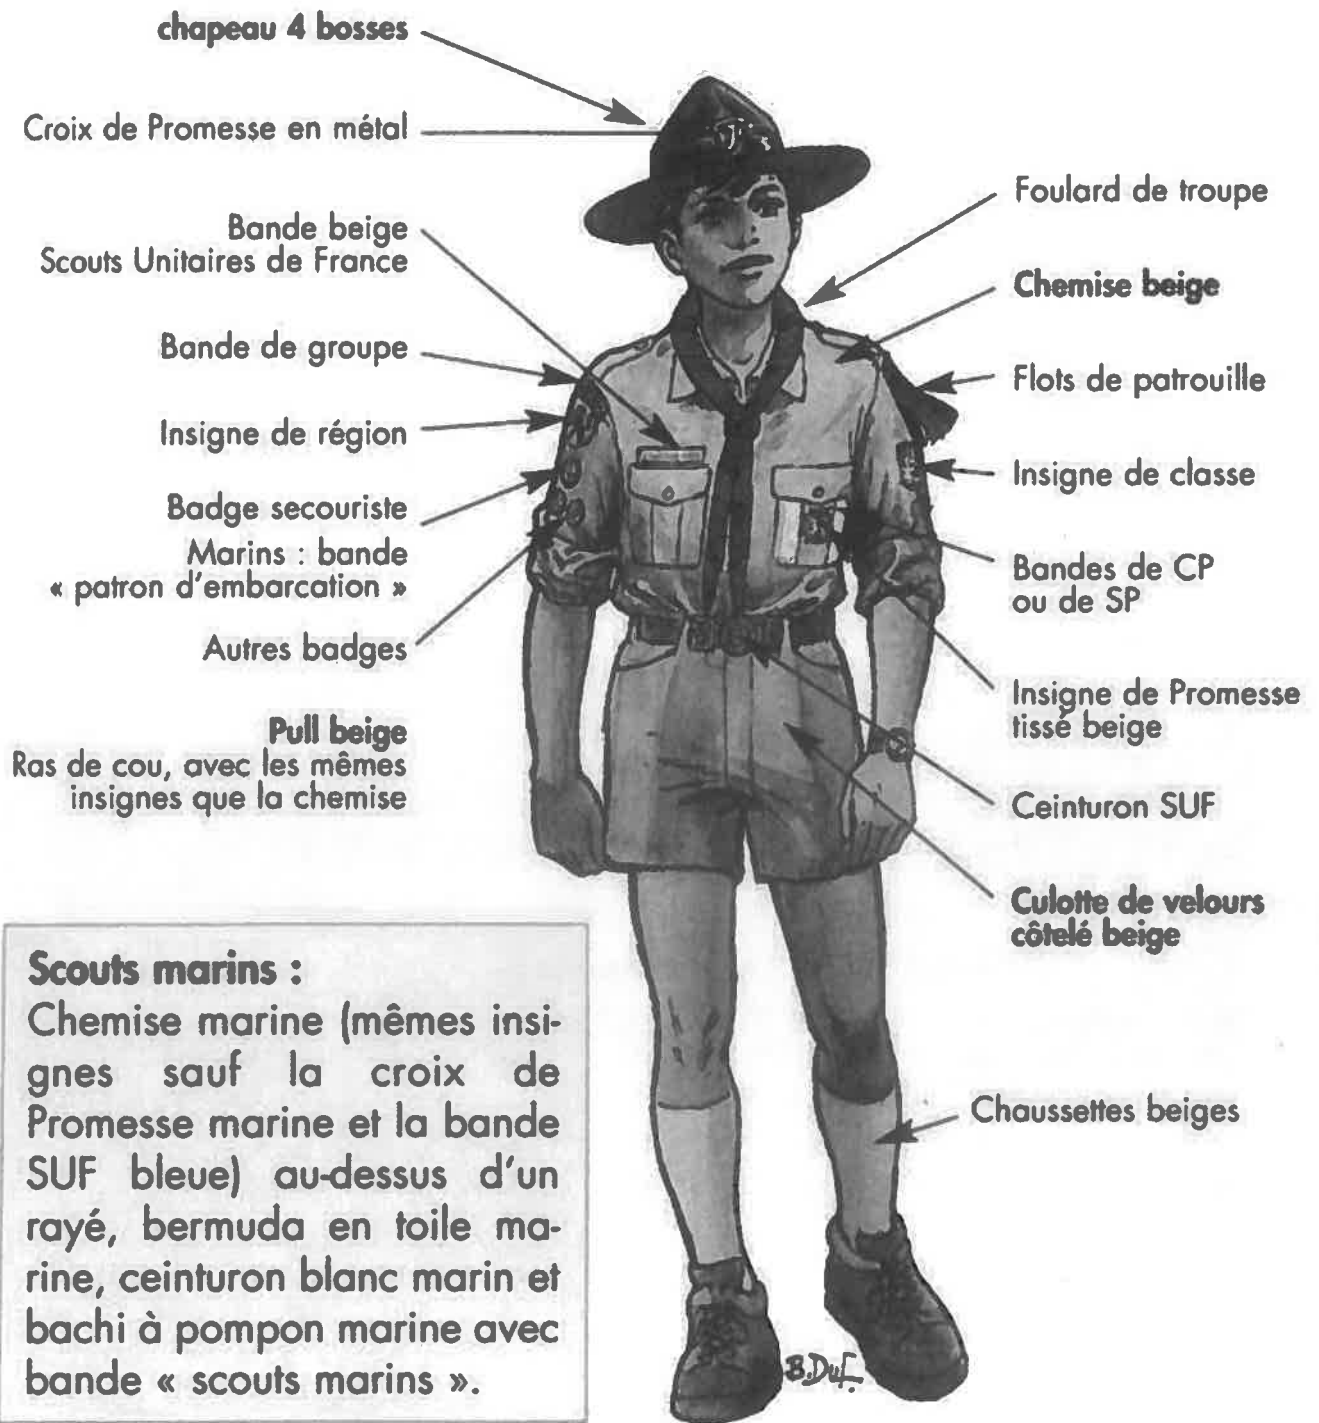 chapeau 4 bosses
Croix de Promesse en métal
Bande beige
Scouts Unitaires de France
Bande de groupe
Insigne de région
Badge secouriste
Marins : bande
« patron d'embarcation »
Autres badges
Pull beige
Ras de cou, avec les mêmes
insignes que la chemise
Foulard de troupe
Chemise beige
Flots de patrouille
Insigne de classe
Bandes de CP
ou de SP
Insigne de Promesse
tissé beige
Ceinturon SUF
Culotte de velours
côtelé beige
Chaussettes beiges
Scouts marins :
Chemise marine (mêmes insi-
gnes sauf la croix de
Promesse marine et la bande
SUF bleue) au-dessus d'un
rayé, bermuda en toile ma-
rine, ceinturon blanc marin et
bachi à pompon marine avec
bande « scouts marins ».
B.Duf.